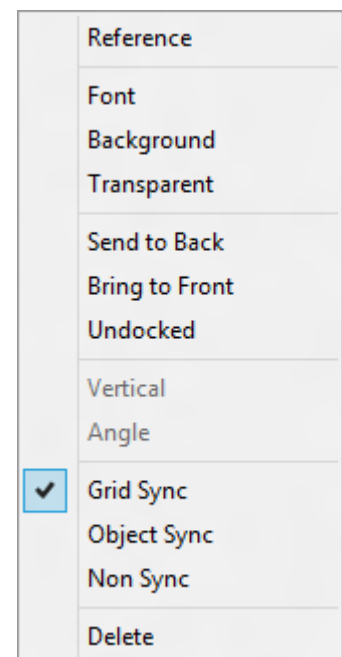 Reference
Font
Background
Transparent
Send to Back
Bring to Front
Undocked
Vertical
Angle
Grid Sync
Object Sync
Non Sync
Delete